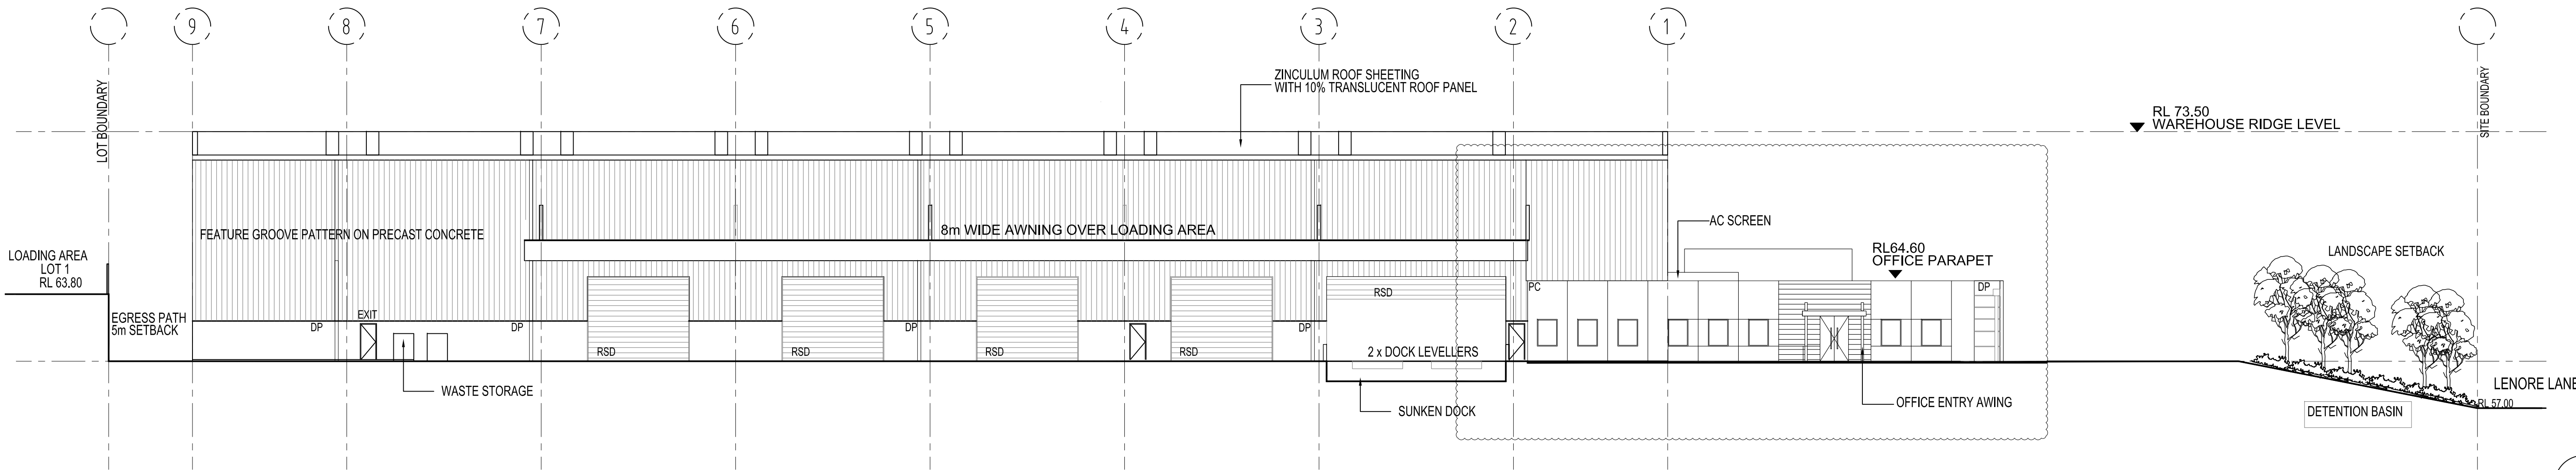 9
8
7
6
5
4
3
2
1
LOT BOUNDARY
SITE BOUNDARY
ZINCULUM ROOF SHEETING
WITH 10% TRANSLUCENT ROOF PANEL
RL 73.50
WAREHOUSE RIDGE LEVEL
FEATURE GROOVE PATTERN ON PRECAST CONCRETE
8m WIDE AWNING OVER LOADING AREA
AC SCREEN
RL64.60
OFFICE PARAPET
LANDSCAPE SETBACK
LOADING AREA
LOT 1
RL 63.80
EGRESS PATH
5m SETBACK
DP
EXIT
DP
RSD
RSD
DP
RSD
RSD
DP
RSD
2 x DOCK LEVELLERS
PC
DP
WASTE STORAGE
SUNKEN DOCK
OFFICE ENTRY AWING
LENORE LANE
RL 57.00
DETENTION BASIN